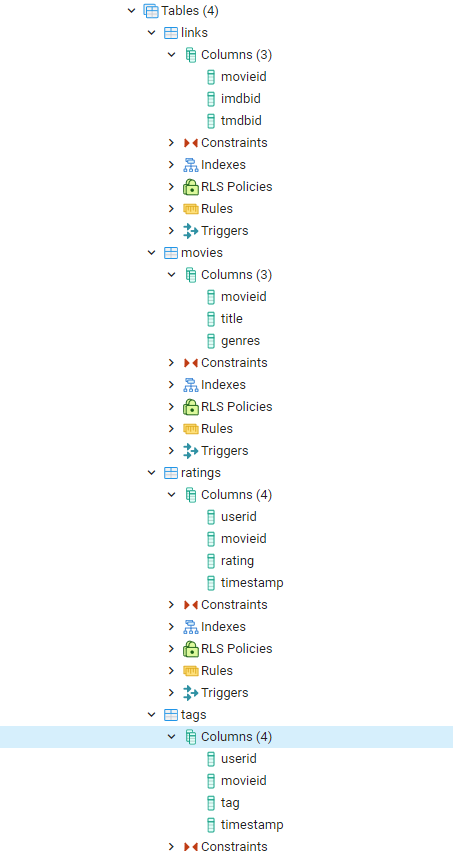 Tables (4)
links
Columns (3)
movieid
imdbid
tmdbid
Constraints
Indexes
RLS Policies
Rules
Triggers
movies
Columns (3)
movieid
title
genres
Constraints
Indexes
RLS Policies
Rules
Triggers
ratings
Columns (4)
userid
movieid
rating
timestamp
Constraints
Indexes
RLS Policies
Rules
Triggers
tags
Columns (4)
userid
movieid
tag
timestamp
Constraints